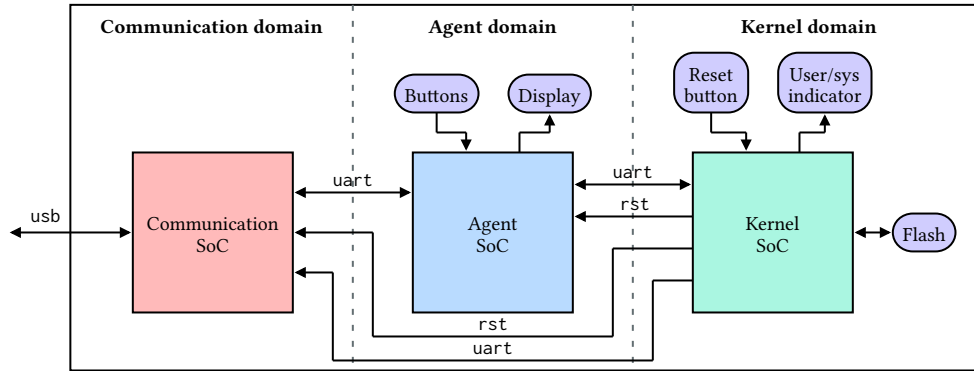 Communication domain
Agent domain
Kernel domain
Buttons
Display
Reset
button
User/sys
indicator
usb
uart
uart
rst
Communication
SoC
Agent
SoC
Kernel
SoC
Flash
rst
uart